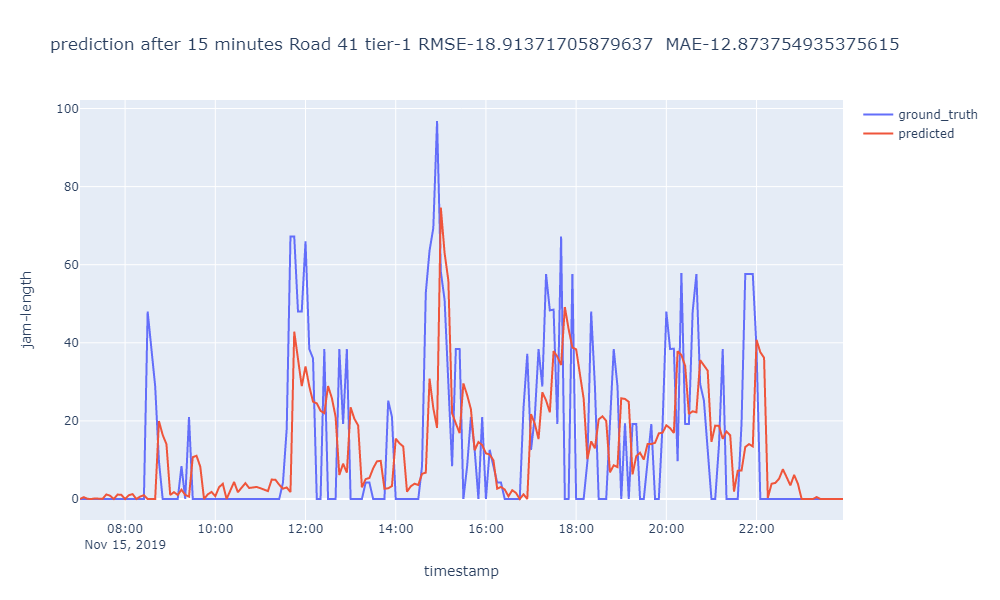 prediction after 15 minutes Road 41 tier-1 RMSE-18.91371705879637  MAE-12.873754935375615
ground_truth
predicted
100
80
60
40
20
0
jam-length
08:00 10:00 12:00 14:00 16:00 18:00 20:00 22:00
Nov 15, 2019
timestamp